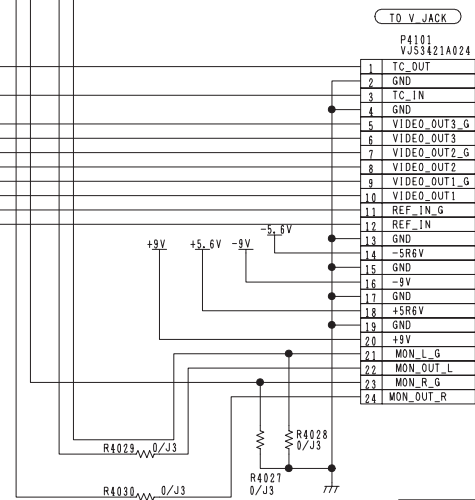 TO V_JACK
P4101
VJS3421A024
1 TC_OUT
2 GND
3 TC_IN
4 GND
5 VIDEO_OUT3_G
6 VIDEO_OUT3
7 VIDEO_OUT2_G
8 VIDEO_OUT2
9 VIDEO_OUT1_G
10 VIDEO_OUT1
11 REF_IN_G
12 REF_IN
13 GND
14 -5R6V
15 GND
16 -9V
17 GND
18 +5R6V
19 GND
20 +9V
21 MON_L_G
22 MON_OUT_L
23 MON_R_G
24 MON_OUT_R
-5.6V
+9V +5.6V -9V
R4028
0/J3
R4029 0/J3
R4027
0/J3
R4030 0/J3